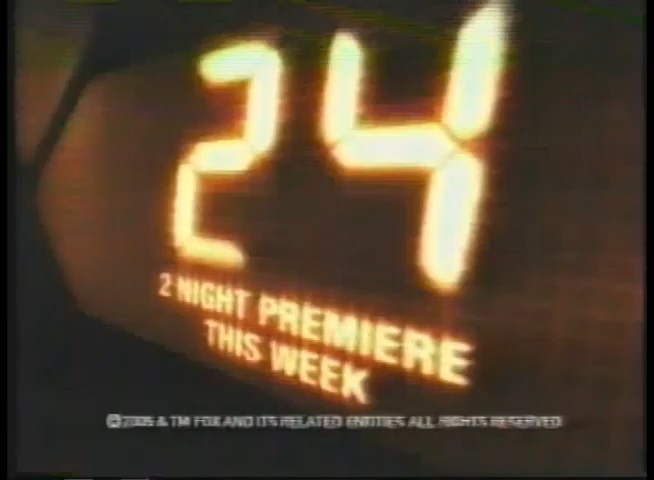 24
2 NIGHT PREMIERE
THIS WEEK
©2005 & TM FOX AND ITS RELATED ENTITIES ALL RIGHTS RESERVED